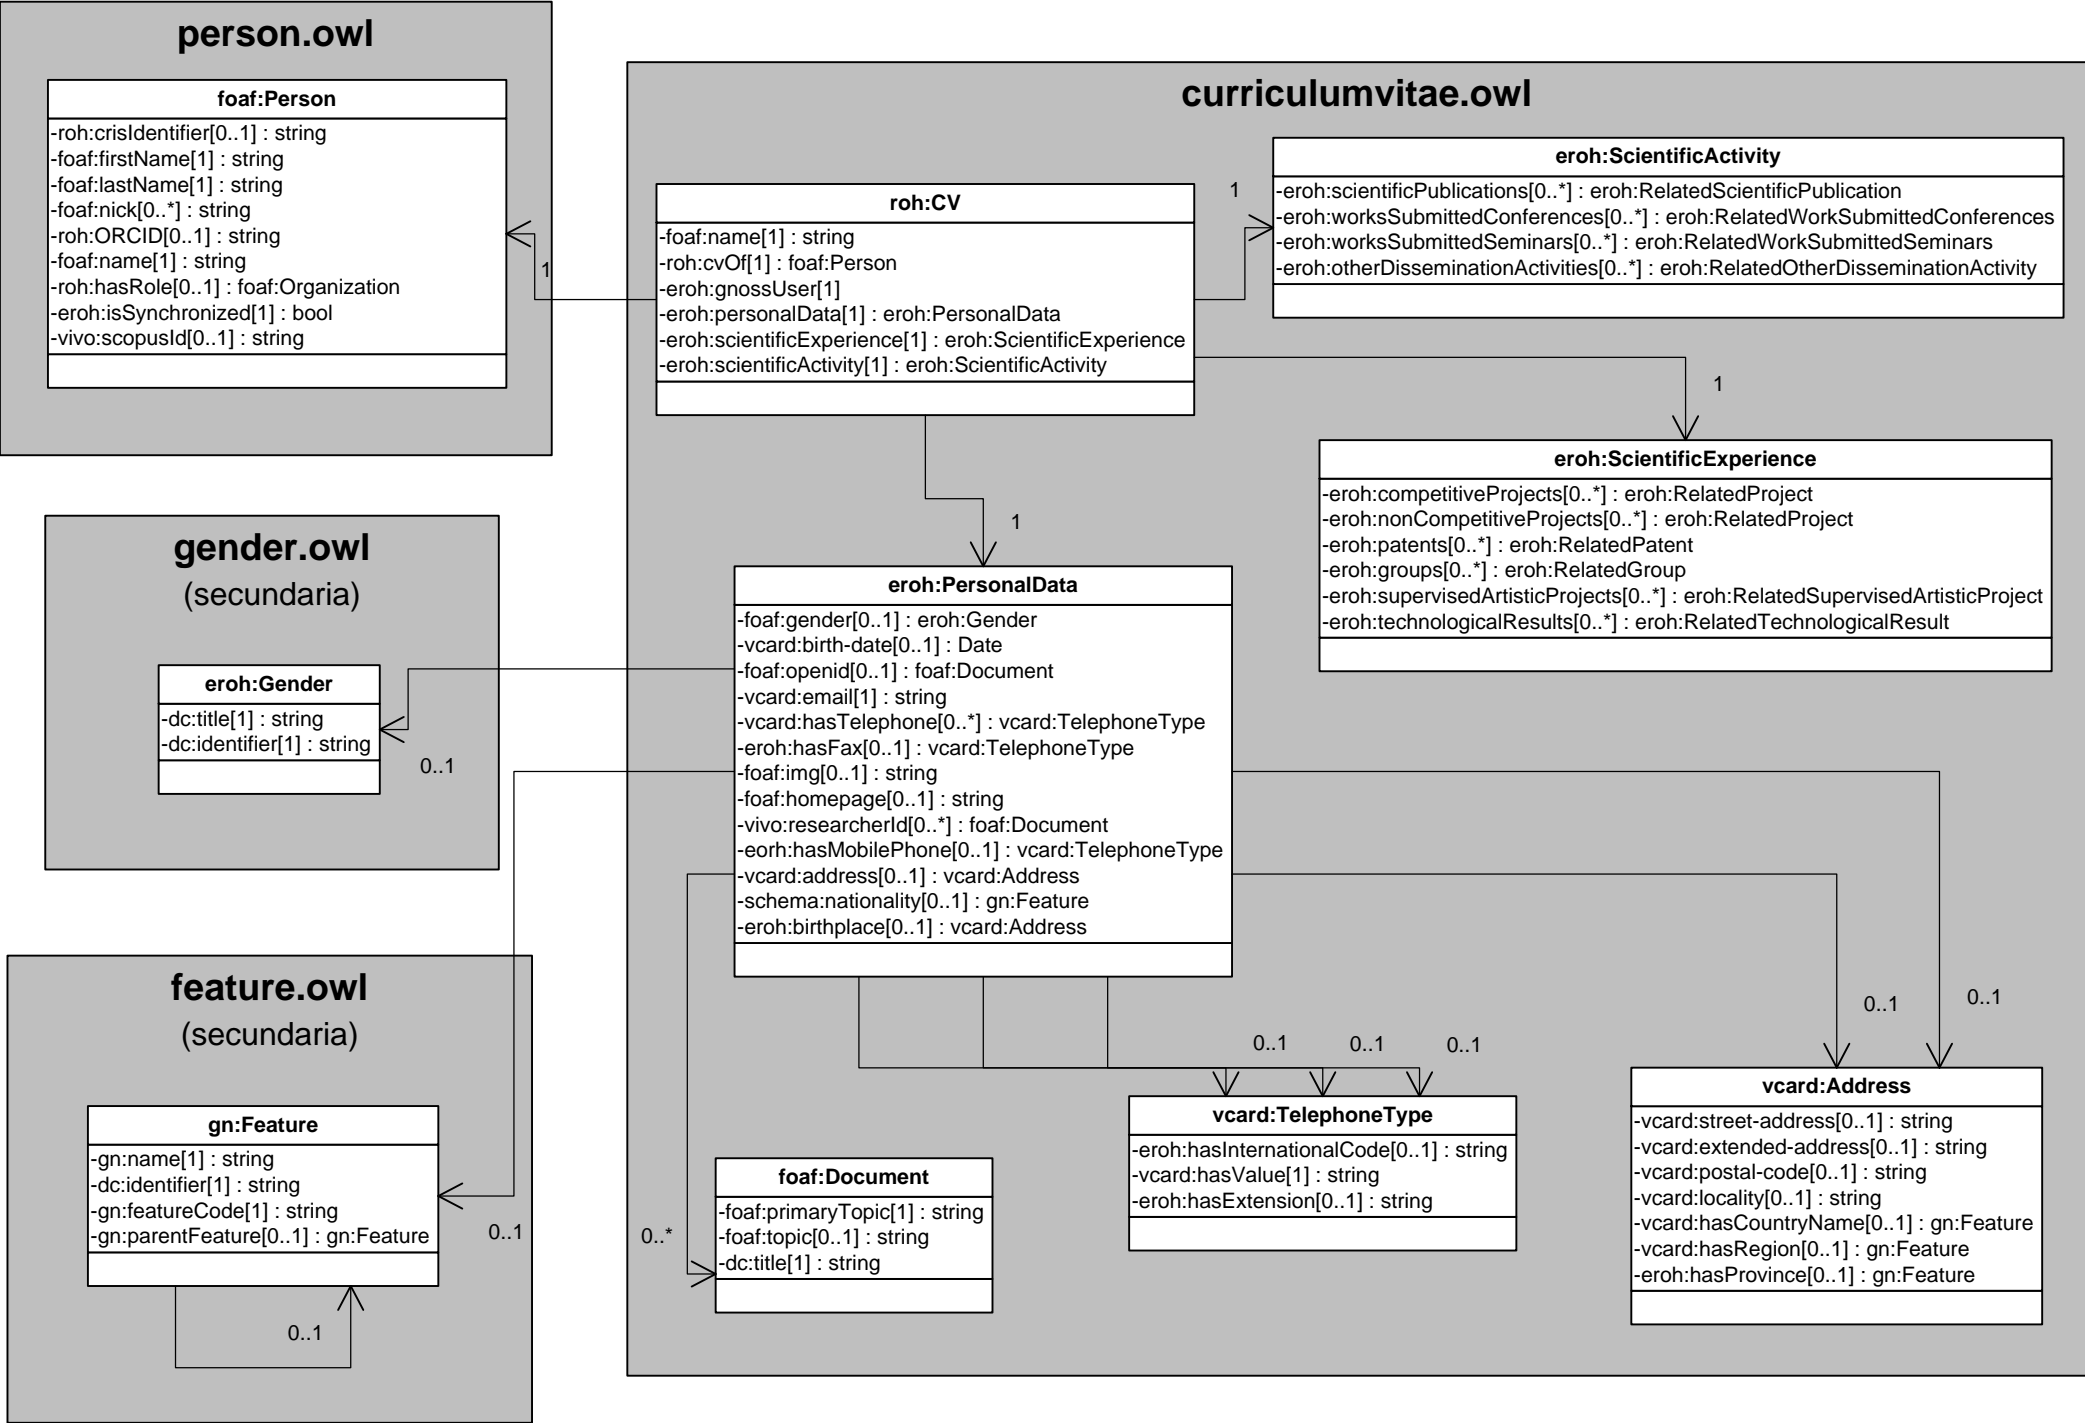 person.owl
foaf:Person
-roh:crisIdentifier[0..1] : string
-foaf:firstName[1] : string
-foaf:lastName[1] : string
-foaf:nick[0..*] : string
-roh:ORCID[0..1] : string
-foaf:name[1] : string
-roh:hasRole[0..1] : foaf:Organization
-eroh:isSynchronized[1] : bool
-vivo:scopusId[0..1] : string
1
curriculumvitae.owl
roh:CV
-foaf:name[1] : string
-roh:cvOf[1] : foaf:Person
-eroh:gnossUser[1]
-eroh:personalData[1] : eroh:PersonalData
-eroh:scientificExperience[1] : eroh:ScientificExperience
-eroh:scientificActivity[1] : eroh:ScientificActivity
1
eroh:ScientificActivity
-eroh:scientificPublications[0..*] : eroh:RelatedScientificPublication
-eroh:worksSubmittedConferences[0..*] : eroh:RelatedWorkSubmittedConferences
-eroh:worksSubmittedSeminars[0..*] : eroh:RelatedWorkSubmittedSeminars
-eroh:otherDisseminationActivities[0..*] : eroh:RelatedOtherDisseminationActivity
1
eroh:ScientificExperience
-eroh:competitiveProjects[0..*] : eroh:RelatedProject
-eroh:nonCompetitiveProjects[0..*] : eroh:RelatedProject
-eroh:patents[0..*] : eroh:RelatedPatent
-eroh:groups[0..*] : eroh:RelatedGroup
-eroh:supervisedArtisticProjects[0..*] : eroh:RelatedSupervisedArtisticProject
-eroh:technologicalResults[0..*] : eroh:RelatedTechnologicalResult
1
gender.owl
(secundaria)
eroh:Gender
-dc:title[1] : string
-dc:identifier[1] : string
0..1
eroh:PersonalData
-foaf:gender[0..1] : eroh:Gender
-vcard:birth-date[0..1] : Date
-foaf:openid[0..1] : foaf:Document
-vcard:email[1] : string
-vcard:hasTelephone[0..*] : vcard:TelephoneType
-eroh:hasFax[0..1] : vcard:TelephoneType
-foaf:img[0..1] : string
-foaf:homepage[0..1] : string
-vivo:researcherId[0..*] : foaf:Document
-eorh:hasMobilePhone[0..1] : vcard:TelephoneType
-vcard:address[0..1] : vcard:Address
-schema:nationality[0..1] : gn:Feature
-eroh:birthplace[0..1] : vcard:Address
feature.owl
(secundaria)
gn:Feature
-gn:name[1] : string
-dc:identifier[1] : string
-gn:featureCode[1] : string
-gn:parentFeature[0..1] : gn:Feature
0..1
0..1
0..*
foaf:Document
-foaf:primaryTopic[1] : string
-foaf:topic[0..1] : string
-dc:title[1] : string
0..1 0..1 0..1
vcard:TelephoneType
-eroh:hasInternationalCode[0..1] : string
-vcard:hasValue[1] : string
-eroh:hasExtension[0..1] : string
0..1 0..1
vcard:Address
-vcard:street-address[0..1] : string
-vcard:extended-address[0..1] : string
-vcard:postal-code[0..1] : string
-vcard:locality[0..1] : string
-vcard:hasCountryName[0..1] : gn:Feature
-vcard:hasRegion[0..1] : gn:Feature
-eroh:hasProvince[0..1] : gn:Feature